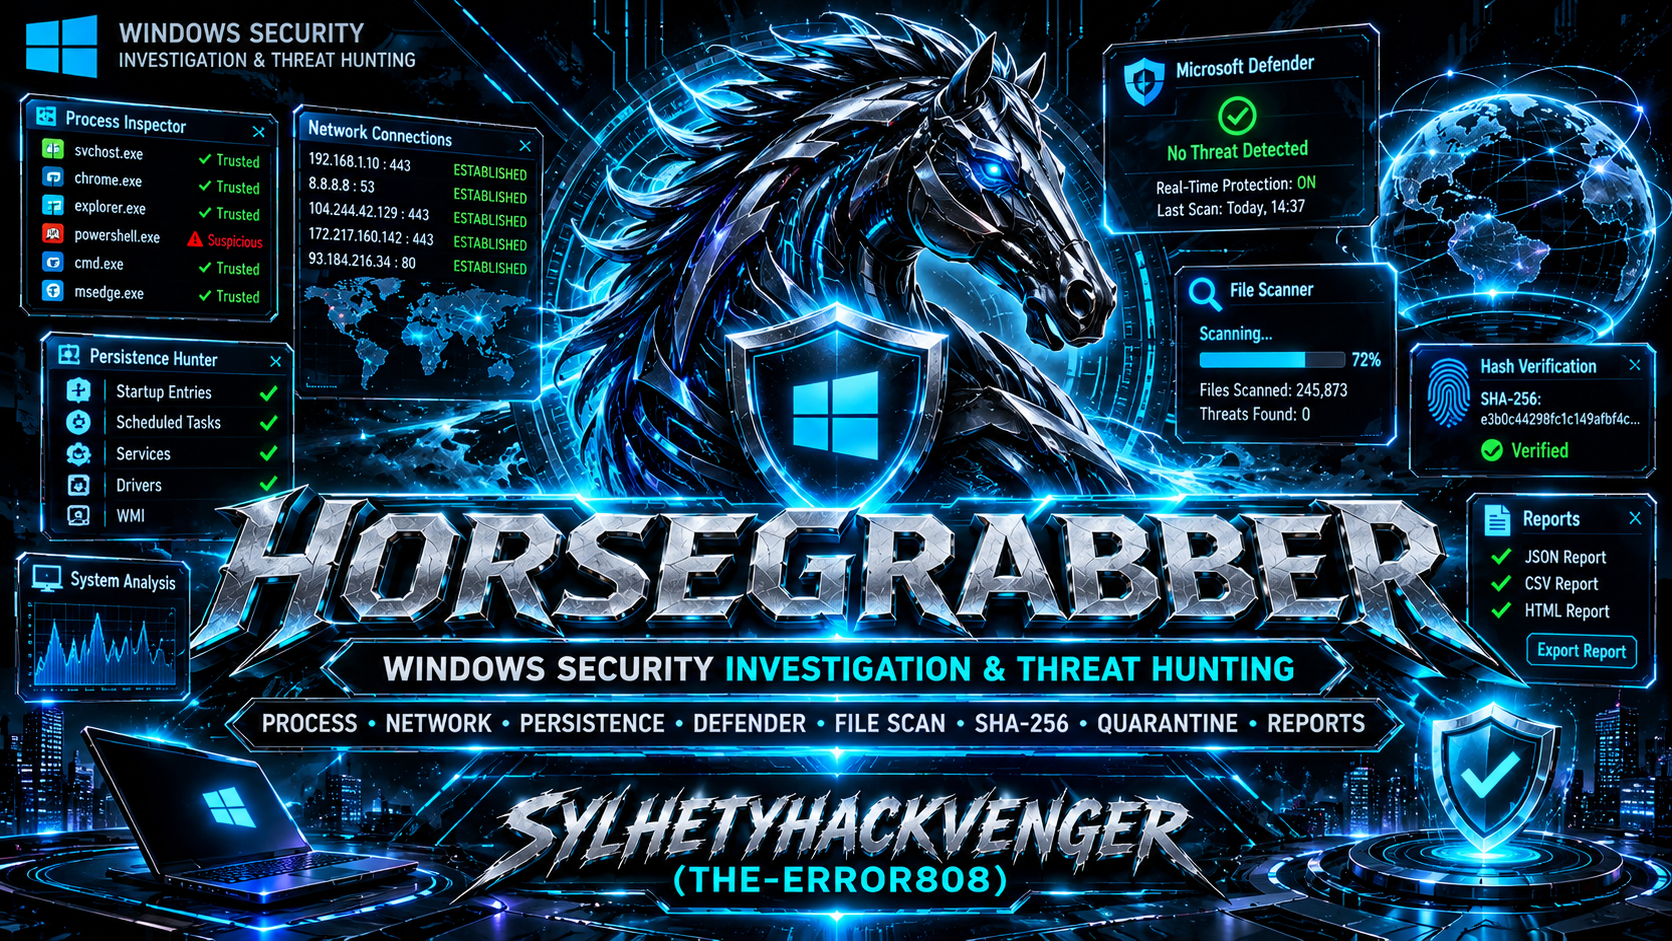 WINDOWS SECURITY
INVESTIGATION & THREAT HUNTING
Process Inspector
svchost.exe Trusted
chrome.exe Trusted
explorer.exe Trusted
powershell.exe Suspicious
cmd.exe Trusted
msedge.exe Trusted
Network Connections
192.168.1.10 : 443 ESTABLISHED
8.8.8.8 : 53 ESTABLISHED
104.244.42.129 : 443 ESTABLISHED
172.217.160.142 : 443 ESTABLISHED
93.184.216.34 : 80 ESTABLISHED
Microsoft Defender
No Threat Detected
Real-Time Protection: ON
Last Scan: Today, 14:37
File Scanner
Scanning...
72%
Files Scanned: 245,873
Threats Found: 0
Hash Verification
SHA-256:
e3b0c44298fc1c149afbf4c...
Verified
Persistence Hunter
Startup Entries
Scheduled Tasks
Services
Drivers
WMI
System Analysis
Reports
JSON Report
CSV Report
HTML Report
Export Report
HORSEGRABBER
WINDOWS SECURITY INVESTIGATION & THREAT HUNTING
PROCESS • NETWORK • PERSISTENCE • DEFENDER • FILE SCAN • SHA-256 • QUARANTINE • REPORTS
SYLHETYHACKVENGER
(THE-ERROR808)